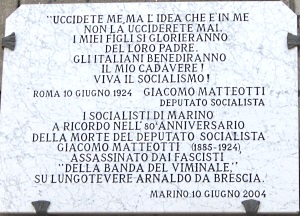 "UCCIDETE ME, MA L'IDEA CHE È IN ME
NON LA UCCIDERETE MAI.
I MIEI FIGLI SI GLORIERANNO
DEL LORO PADRE.
GLI ITALIANI BENEDIRANNO
IL MIO CADAVERE!
VIVA IL SOCIALISMO!
ROMA 10 GIUGNO 1924 GIACOMO MATTEOTTI
DEPUTATO SOCIALISTA
I SOCIALISTI DI MARINO
A RICORDO NELL'80° ANNIVERSARIO
DELLA MORTE DEL DEPUTATO SOCIALISTA
GIACOMO MATTEOTTI (1885-1924)
ASSASSINATO DAI FASCISTI
"DELLA BANDA DEL VIMINALE"
SU LUNGOTEVERE ARNALDO DA BRESCIA.
MARINO, 10 GIUGNO 2004